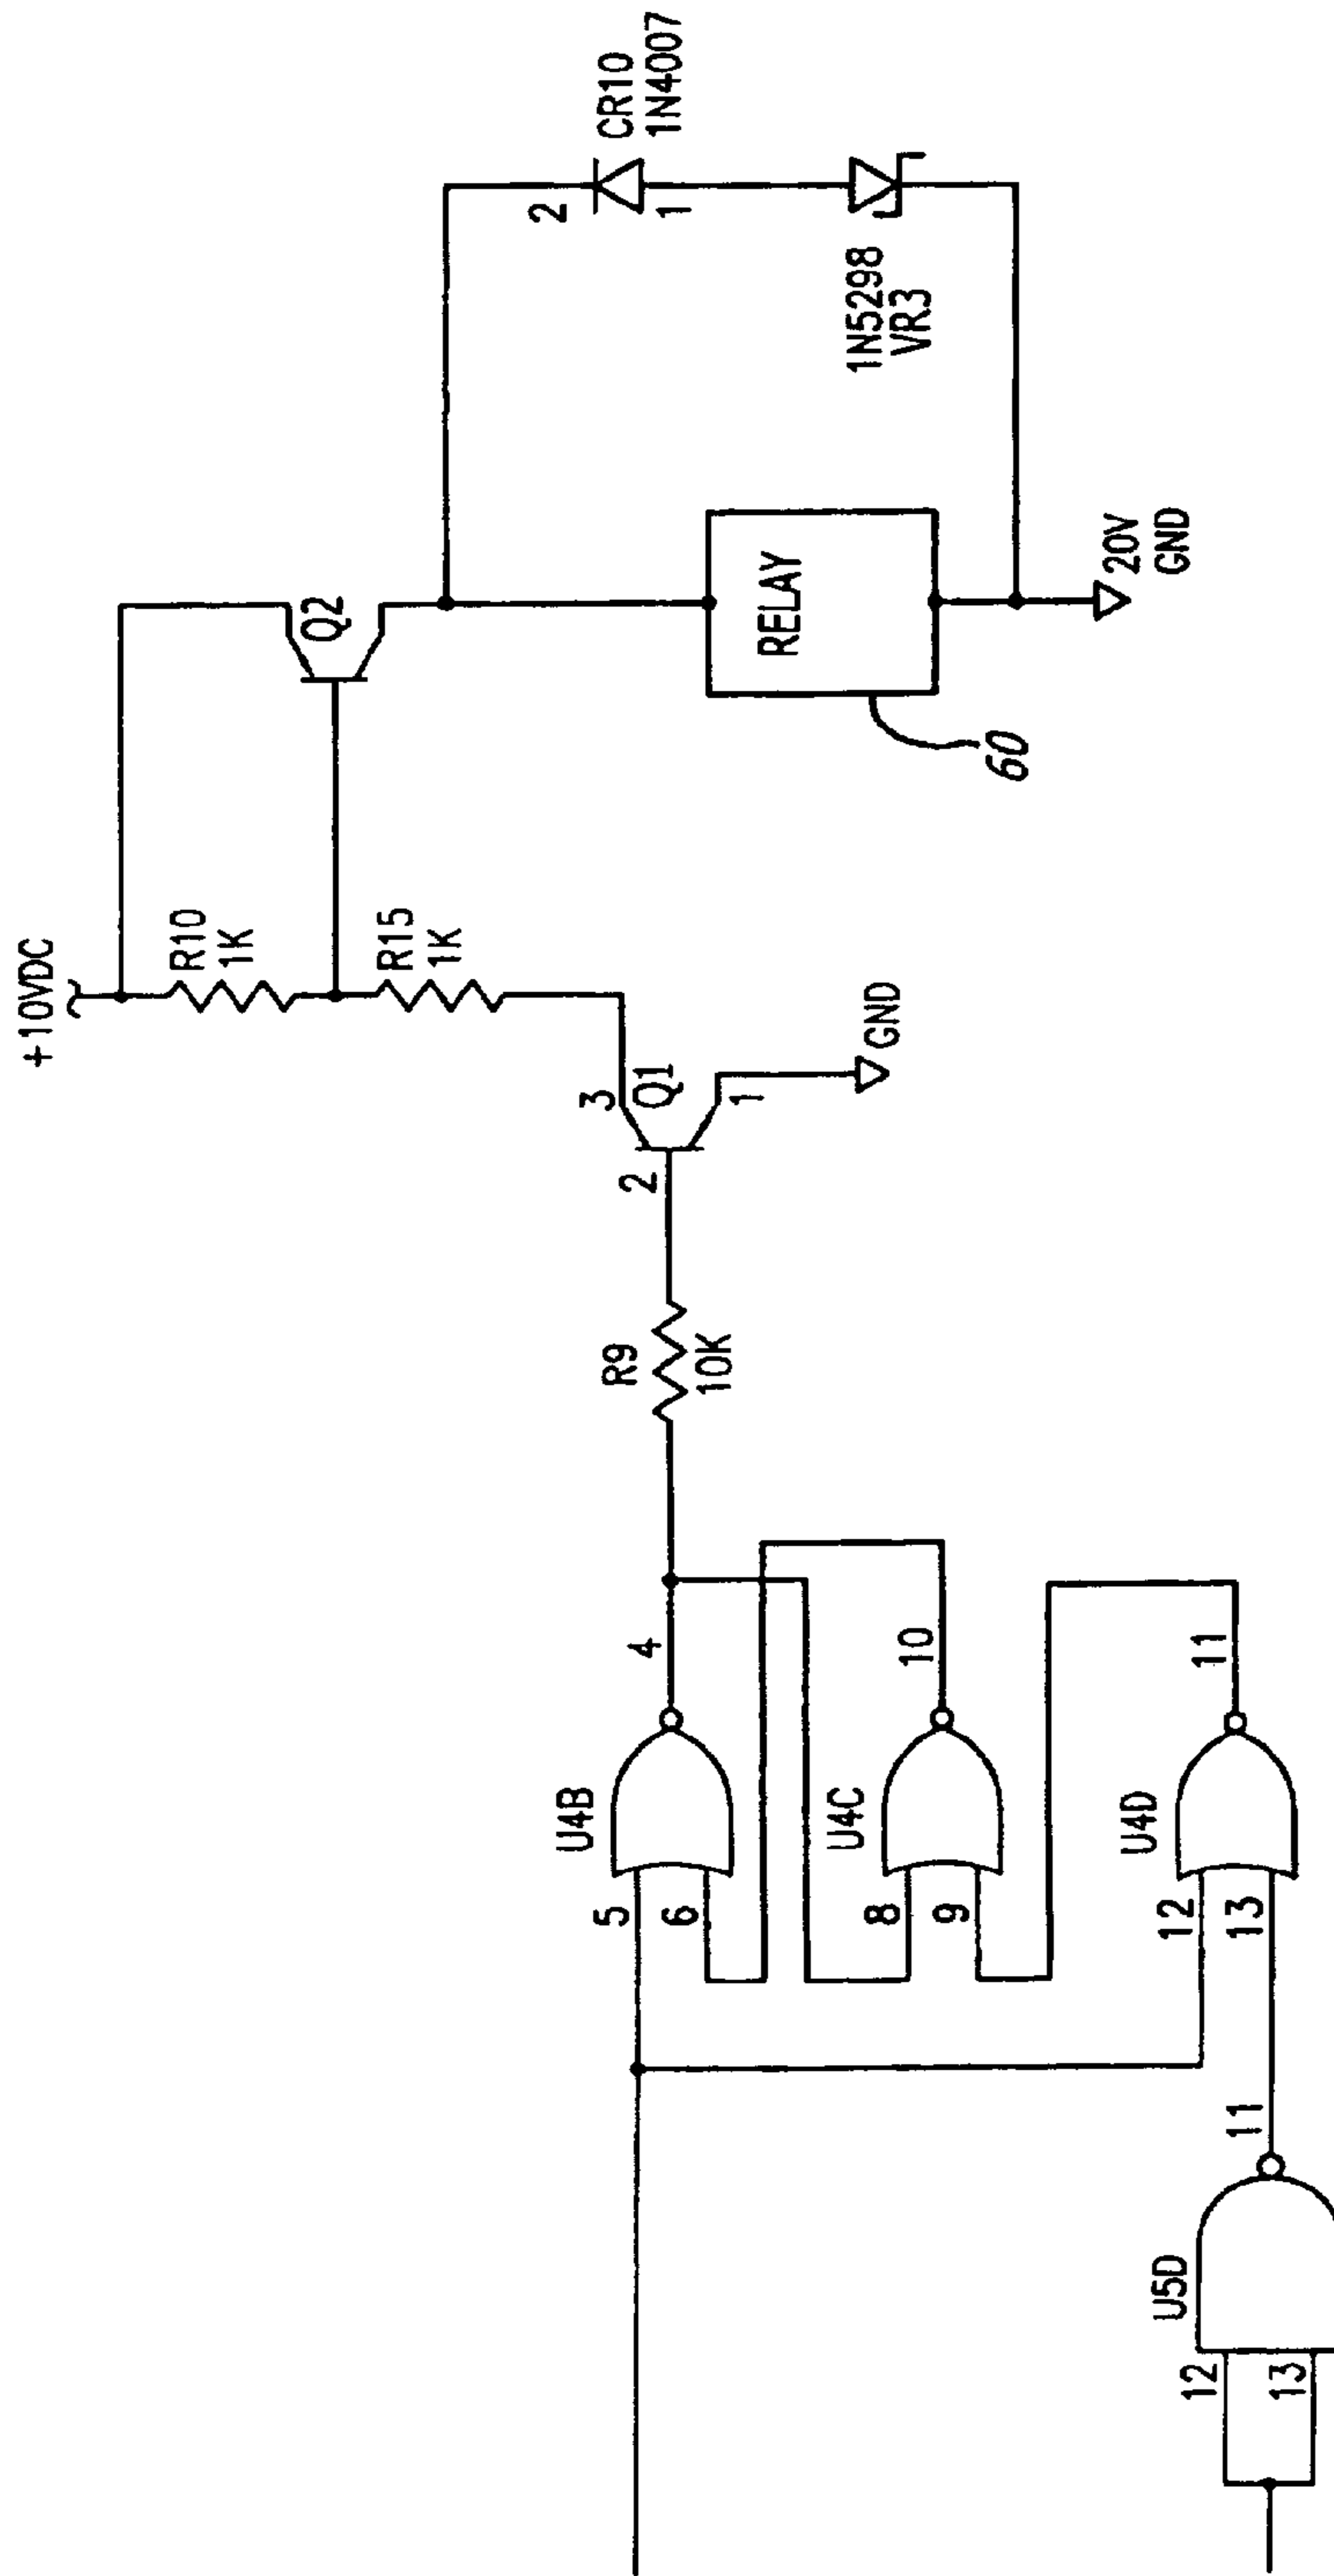 +10VDC
R10
1K
R15
1K
Q2
CR10
1N4007
2
1
1N5298
VR3
RELAY
60
20V
GND
3
Q1
2
1
GND
R9
10K
U4B
5
6
4
U4C
8
9
10
U4D
12
13
11
U5D
12
13
11